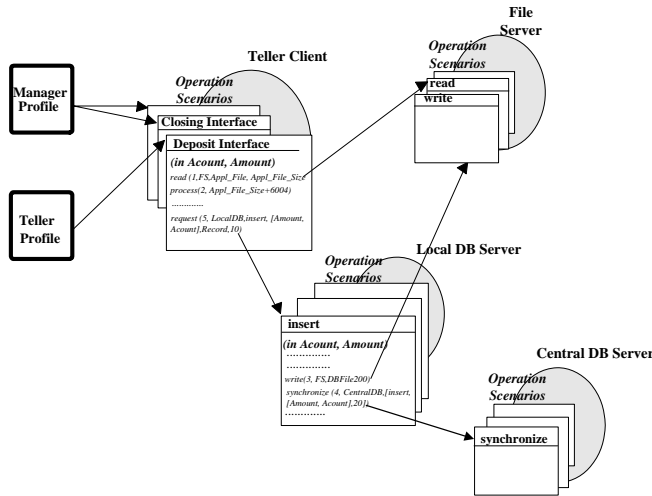 File
Server
Teller Client
Operation
Scenarios
Operation
Scenarios
Manager
Profile
read
write
Closing Interface
Deposit Interface
(in Acount, Amount)
read (1,FS,Appl_File, Appl_File_Size
process(2, Appl_File_Size+6004)
.............
request (5, LocalDB,insert, [Amount,
Acount],Record,10)
Teller
Profile
Local DB Server
Operation
Scenarios
insert
(in Acount, Amount)
.............
.............
write(3, FS,DBFile200)
synchronize (4, CentralDB,[insert,
[Amount, Acount],20])
.............
Central DB Server
Operation
Scenarios
synchronize